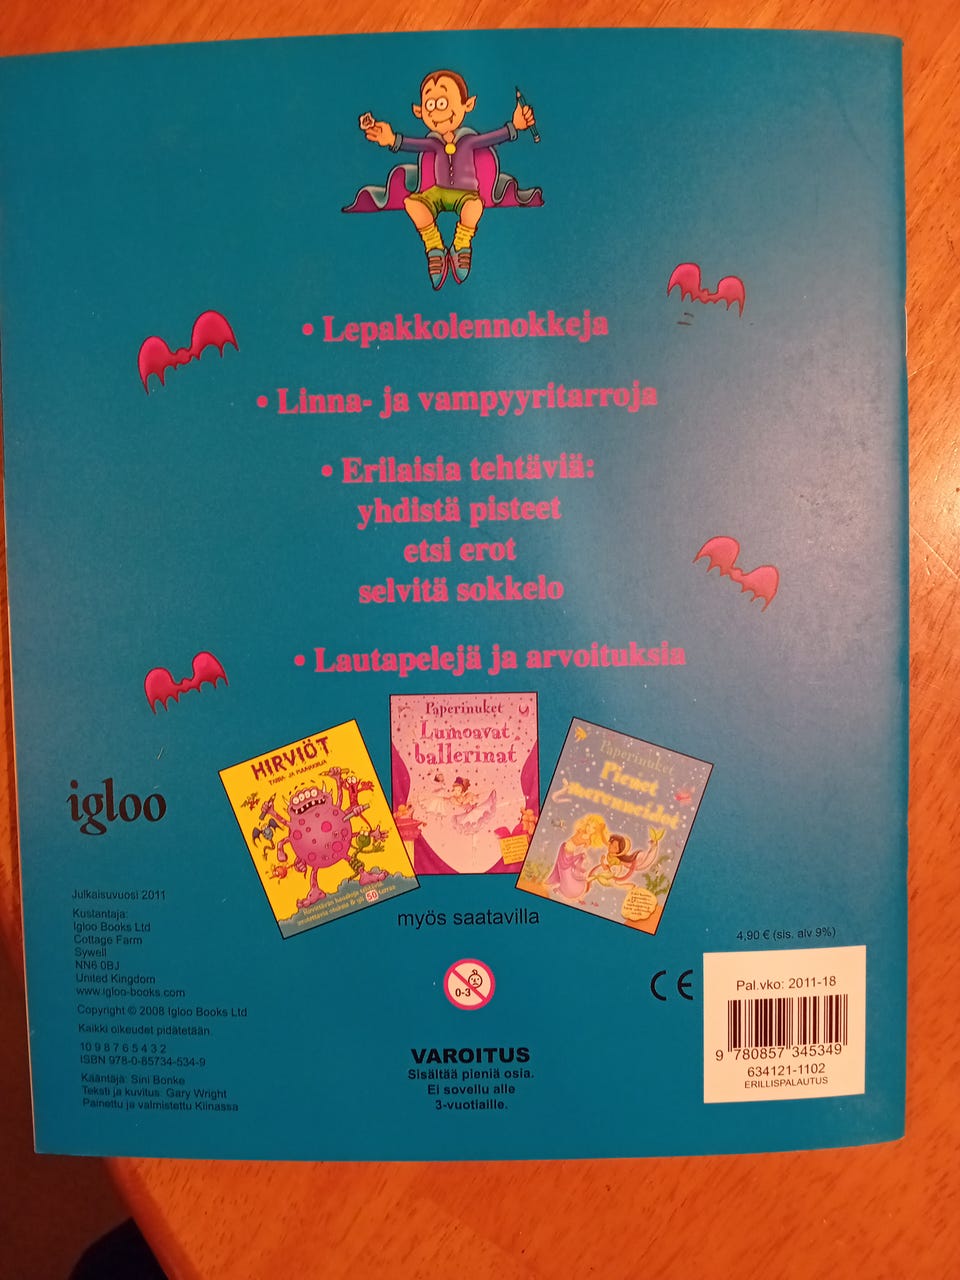 • Lepakkolennokkeja
• Linna- ja vampyyritarroja
• Erilaisia tehtäviä:
yhdistä pisteet
etsi erot
selvitä sokkelo
• Lautapelejä ja arvoituksia
HIRVIÖT
TARRA- JA PUUHAKIRJA
50
Paperinuket
Lumoavat
ballerinat
Paperinuket
Pienet
merenneidot
myös saatavilla
igloo
Julkaisuvuosi 2011
Kustantaja:
Igloo Books Ltd
Cottage Farm
Sywell
NN6 0BJ
United Kingdom
www.igloo-books.com
Copyright © 2008 Igloo Books Ltd
Kaikki oikeudet pidätetään.
10 9 8 7 6 5 4 3 2
ISBN 978-0-85734-534-9
Kääntäjä: Sini Bonke
Teksti ja kuvitus: Gary Wright
Painettu ja valmistettu Kiinassa
0-3
VAROITUS
Sisältää pieniä osia.
Ei sovellu alle
3-vuotiaille.
CE
4,90 € (sis. alv 9%)
Pal.vko: 2011-18
9 780857 345349
634121-1102
ERILLISPALAUTUS